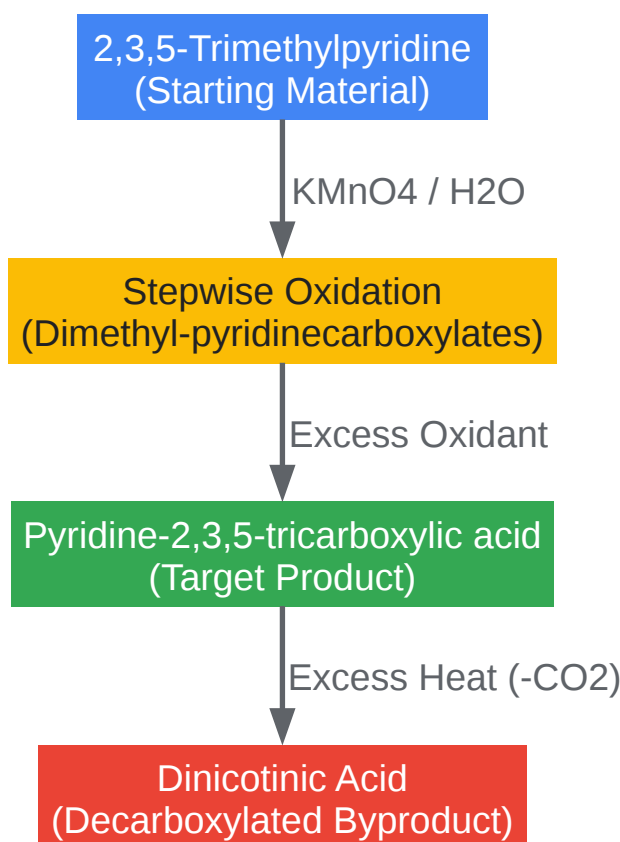 2,3,5-Trimethylpyridine
(Starting Material)
KMnO4 / H2O
Stepwise Oxidation
(Dimethyl-pyridinecarboxylates)
Excess Oxidant
Pyridine-2,3,5-tricarboxylic acid
(Target Product)
Excess Heat (-CO2)
Dinicotinic Acid
(Decarboxylated Byproduct)